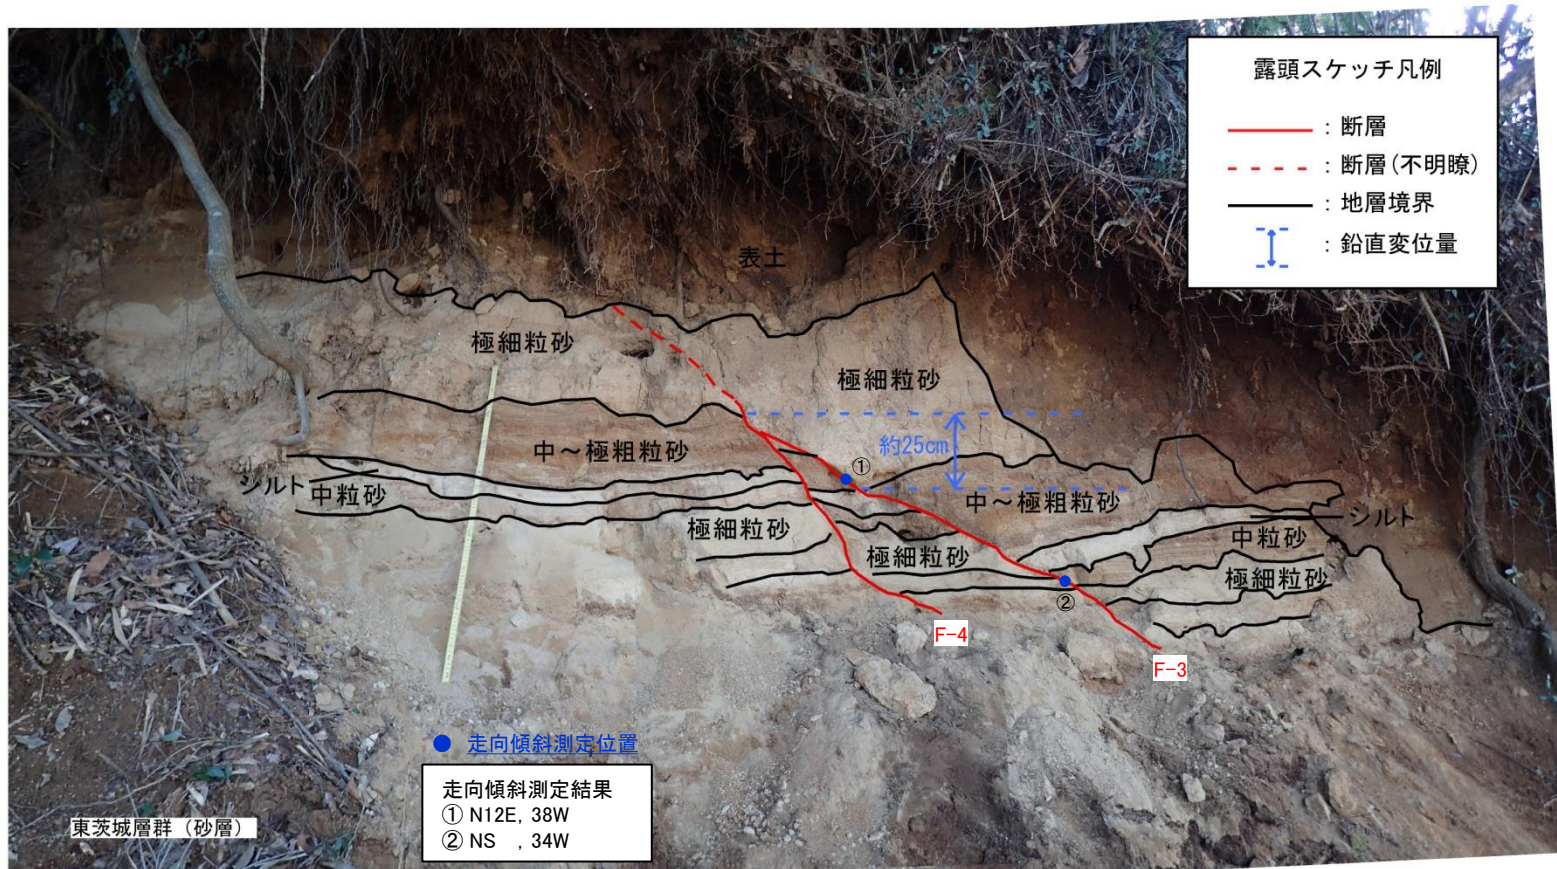 露頭スケッチ凡例
：断層
：断層(不明瞭)
：地層境界
：鉛直変位量
表土
極細粒砂
極細粒砂
約25cm
中～極粗粒砂
①
シルト
中粒砂
中～極粗粒砂
シルト
極細粒砂
極細粒砂
中粒砂
極細粒砂
②
F-4
F-3
走向傾斜測定位置
走向傾斜測定結果
① N12E, 38W
② NS , 34W
東茨城層群（砂層）